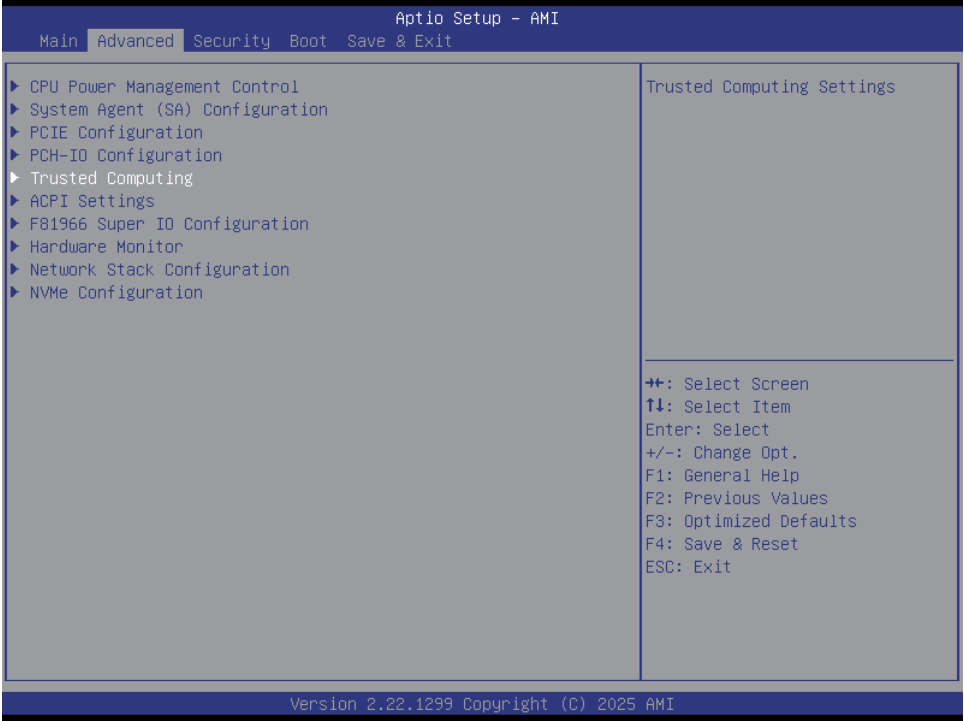 Aptio Setup – AMI
Main Advanced Security Boot Save & Exit
CPU Power Management Control
System Agent (SA) Configuration
PCIE Configuration
PCH-IO Configuration
Trusted Computing
ACPI Settings
F81966 Super IO Configuration
Hardware Monitor
Network Stack Configuration
NVMe Configuration
Trusted Computing Settings
→←: Select Screen
↑↓: Select Item
Enter: Select
+/-: Change Opt.
F1: General Help
F2: Previous Values
F3: Optimized Defaults
F4: Save & Reset
ESC: Exit
Version 2.22.1299 Copyright (C) 2025 AMI